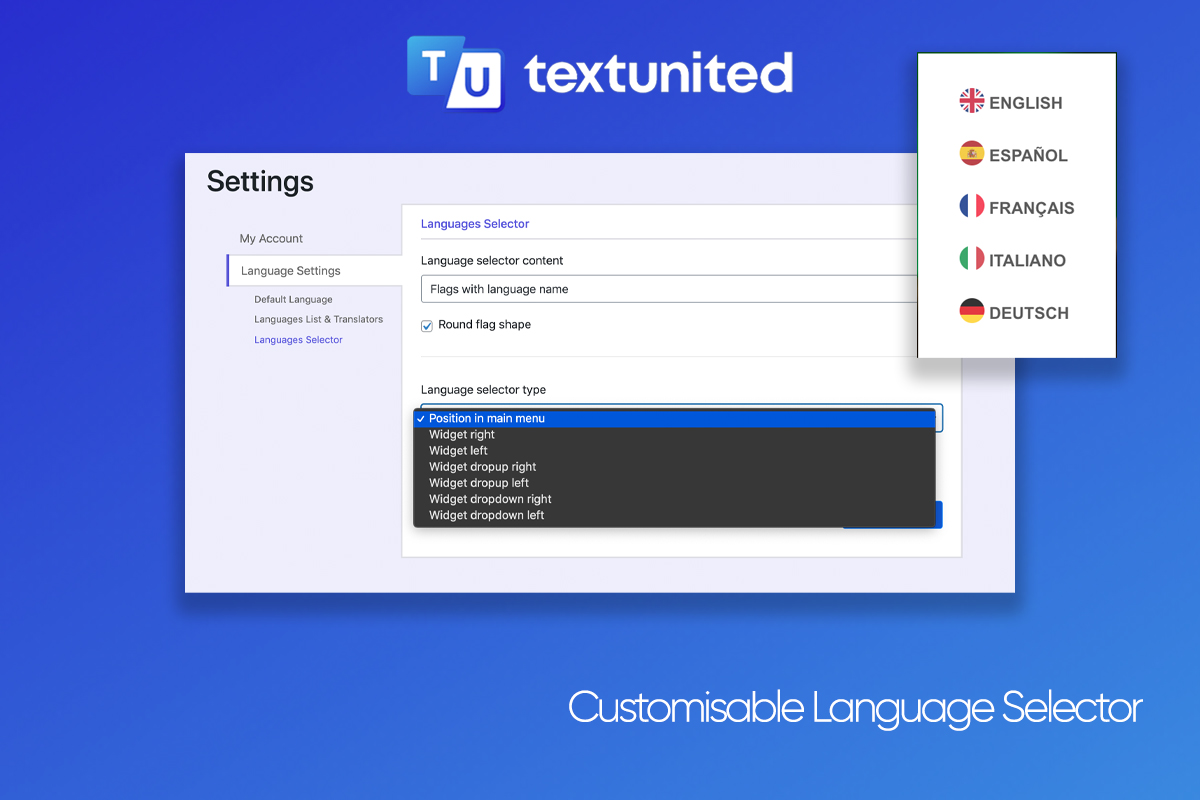 TU textunited
Settings
My Account
Language Settings
Default Language
Languages List & Translators
Languages Selector
Languages Selector
Language selector content
Flags with language name
Round flag shape
Language selector type
Position in main menu
Widget right
Widget left
Widget dropup right
Widget dropup left
Widget dropdown right
Widget dropdown left
ENGLISH
ESPAÑOL
FRANÇAIS
ITALIANO
DEUTSCH
Customisable Language Selector